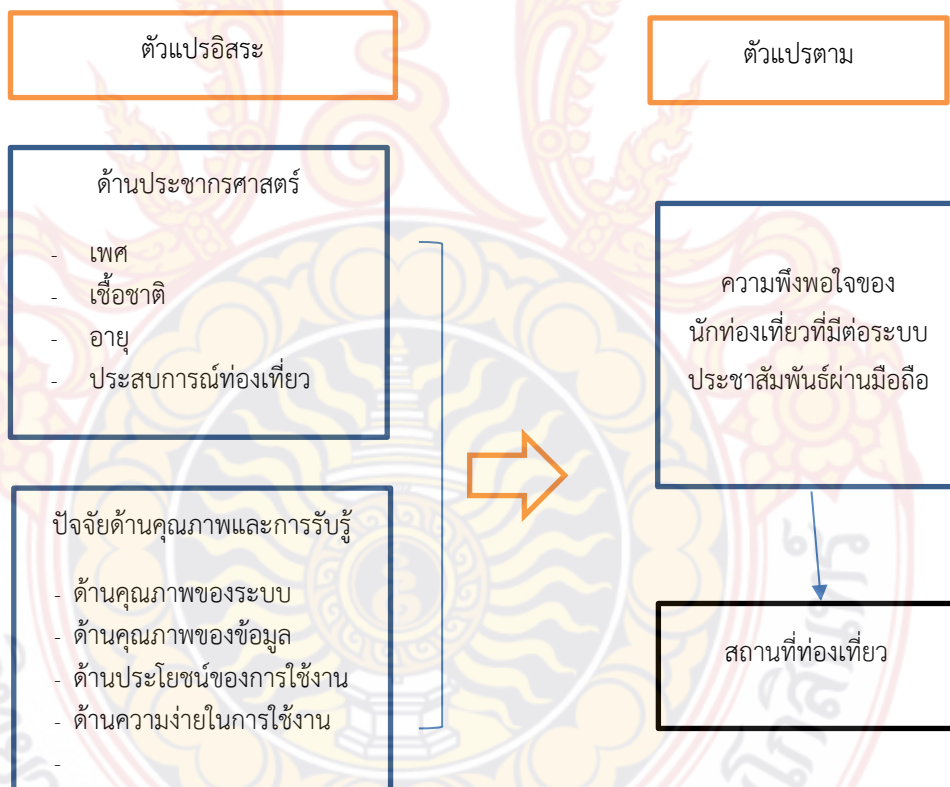 ตัวแปรอิสระ
ตัวแปรตาม
ด้านประชากรศาสตร์
- เพศ
- เชื้อชาติ
- อายุ
- ประสบการณ์ท่องเที่ยว
ความพึงพอใจของ
นักท่องเที่ยวที่มีต่อระบบ
ประชาสัมพันธ์ผ่านมือถือ
ปัจจัยด้านคุณภาพและการรับรู้
- ด้านคุณภาพของระบบ
- ด้านคุณภาพของข้อมูล
- ด้านประโยชน์ของการใช้งาน
- ด้านความง่ายในการใช้งาน
-
สถานที่ท่องเที่ยว